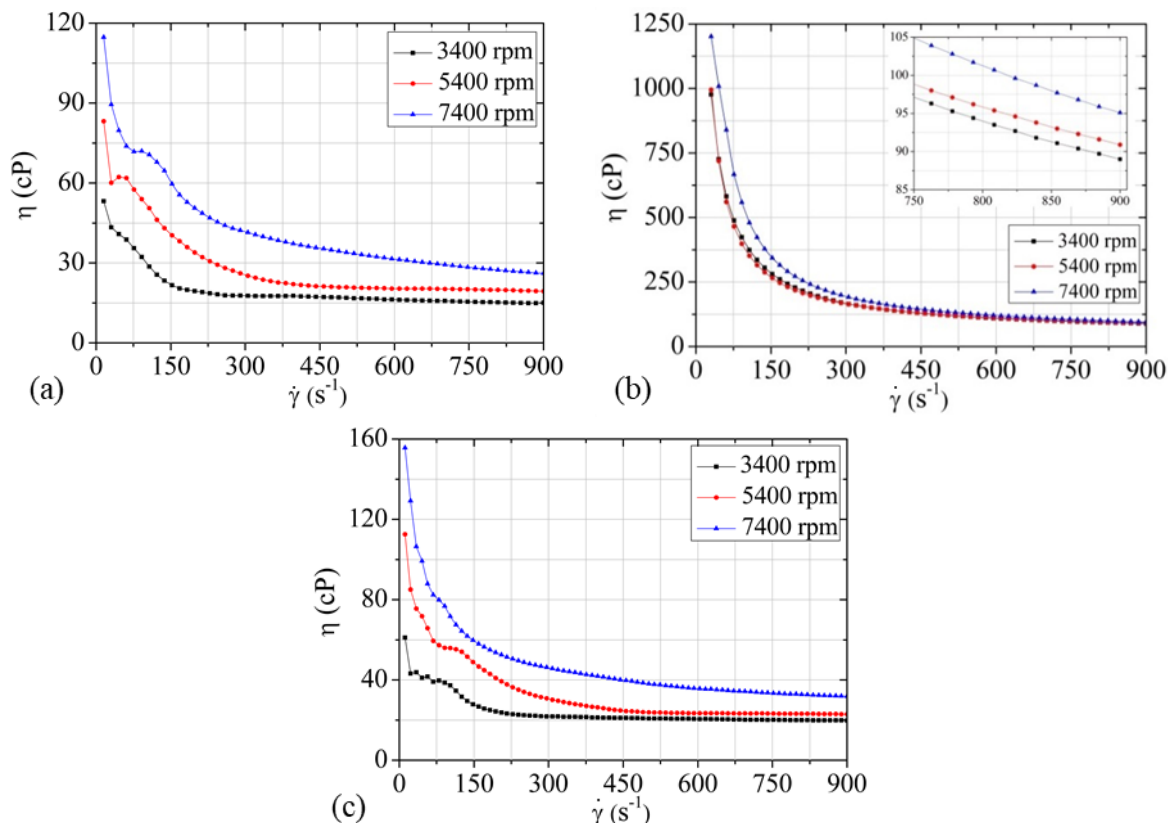 120
90
60
30
0
η (cP)
3400 rpm
5400 rpm
7400 rpm
0 150 300 450 600 750 900
γ̇ (s⁻¹)
(a)
1250
1000
750
500
250
0
η (cP)
105
100
95
90
85
750 800 850 900
3400 rpm
5400 rpm
7400 rpm
0 150 300 450 600 750 900
γ̇ (s⁻¹)
(b)
160
120
80
40
0
η (cP)
3400 rpm
5400 rpm
7400 rpm
0 150 300 450 600 750 900
γ̇ (s⁻¹)
(c)